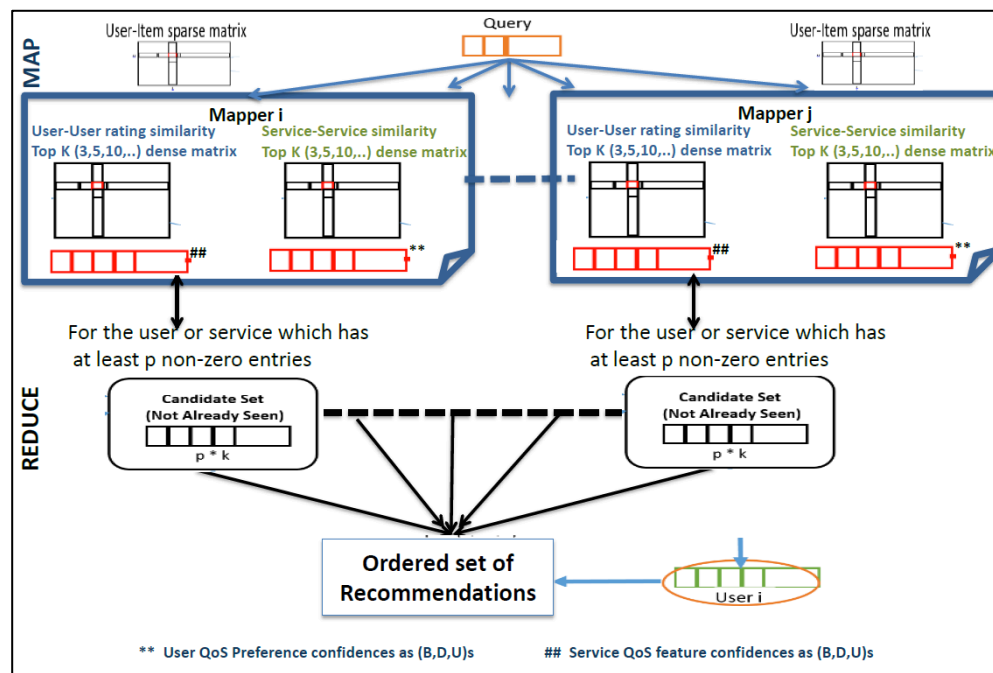 MAP
User-Item sparse matrix
Query
User-Item sparse matrix
Mapper i
User-User rating similarity
Top K (3,5,10,..) dense matrix
Service-Service similarity
Top K (3,5,10,..) dense matrix
##
**
Mapper j
User-User rating similarity
Top K (3,5,10,..) dense matrix
Service-Service similarity
Top K (3,5,10,..) dense matrix
##
**
For the user or service which has
at least p non-zero entries
For the user or service which has
at least p non-zero entries
REDUCE
Candidate Set
(Not Already Seen)
p * k
Candidate Set
(Not Already Seen)
p * k
Ordered set of
Recommendations
User i
** User QoS Preference confidences as (B,D,U)s
## Service QoS feature confidences as (B,D,U)s